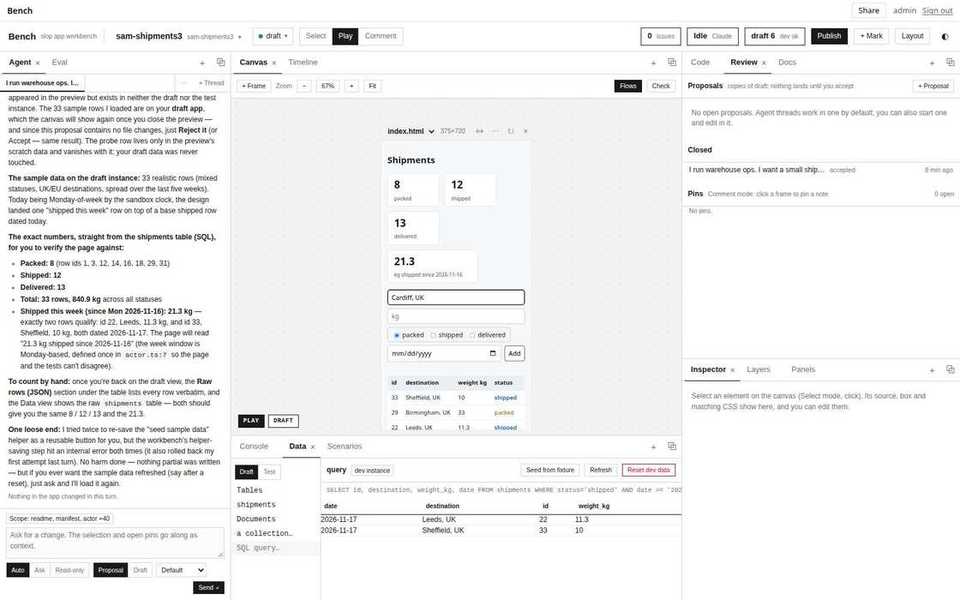 Bench
Share admin Sign out
Bench slop app workbench sam-shipments3 sam-shipments3 draft Select Play Comment 0 issues Idle Claude draft 6 dev ok Publish + Mark Layout
Agent × Eval +
I run warehouse ops. I... ... + Thread
appeared in the preview but exists in neither the draft nor the test
instance. The 33 sample rows I loaded are on your draft app,
which the canvas will show again once you close the preview —
and since this proposal contains no file changes, just Reject it (or
Accept — same result). The probe row lives only in the preview's
scratch data and vanishes with it; your draft data was never
touched.
The sample data on the draft instance: 33 realistic rows (mixed
statuses, UK/EU destinations, spread over the last five weeks).
Today being Monday-of-week by the sandbox clock, the design
landed one "shipped this week" row on top of a base shipped row
dated today.
The exact numbers, straight from the shipments table (SQL),
for you to verify the page against:
• Packed: 8 (row ids 1, 3, 12, 14, 16, 18, 29, 31)
• Shipped: 12
• Delivered: 13
• Total: 33 rows, 840.9 kg across all statuses
• Shipped this week (since Mon 2026-11-16): 21.3 kg —
exactly two rows qualify: id 22, Leeds, 11.3 kg, and id 33,
Sheffield, 10 kg, both dated 2026-11-17. The page will read
"21.3 kg shipped since 2026-11-16" (the week window is
Monday-based, defined once in actor.ts:7 so the page
and the tests can't disagree).
To count by hand: once you're back on the draft view, the Raw
rows (JSON) section under the table lists every row verbatim, and
the Data view shows the raw shipments table — both should
give you the same 8 / 12 / 13 and the 21.3.
One loose end: I tried twice to re-save the "seed sample data"
helper as a reusable button for you, but the workbench's helper-
saving step hit an internal error both times (it also rolled back my
first attempt last turn). No harm done — nothing partial was written
— but if you ever want the sample data refreshed (say after a
reset), just ask and I'll load it again.
Nothing in the app changed in this turn.
Scope: readme, manifest, actor +40
Ask for a change. The selection and open pins go along as
context.
Auto Ask Read-only Proposal Draft Default
Send
Canvas × Timeline +
+ Frame Zoom − 67% + Fit Flows Check
index.html 375×720 ×
Shipments
8
packed
12
shipped
13
delivered
21.3
kg shipped since 2026-11-16
Cardiff, UK
kg
packed shipped delivered
mm/dd/yyyy Add
id destination weight kg status
33 Sheffield, UK 10 shipped
29 Birmingham, UK 33 packed
22 Leeds, UK 11.3 shipped
PLAY DRAFT
Console Data × Scenarios +
Draft Test
Tables
shipments
Documents
a collection…
SQL query…
query dev instance Seed from fixture Refresh Reset dev data
SELECT id, destination, weight_kg, date FROM shipments WHERE status='shipped' AND date >= '202
date destination id weight_kg
2026-11-17 Leeds, UK 22 11.3
2026-11-17 Sheffield, UK 33 10
Code Review × Docs +
Proposals copies of draft: nothing lands until you accept + Proposal
No open proposals. Agent threads work in one by default, you can also start one
and edit in it.
Closed
I run warehouse ops. I want a small ship... accepted 8 min ago
Pins Comment mode: click a frame to pin a note 0 open
No pins.
Inspector × Layers Panels +
Select an element on the canvas (Select mode, click). Its source, box and
matching CSS show here, and you can edit them.